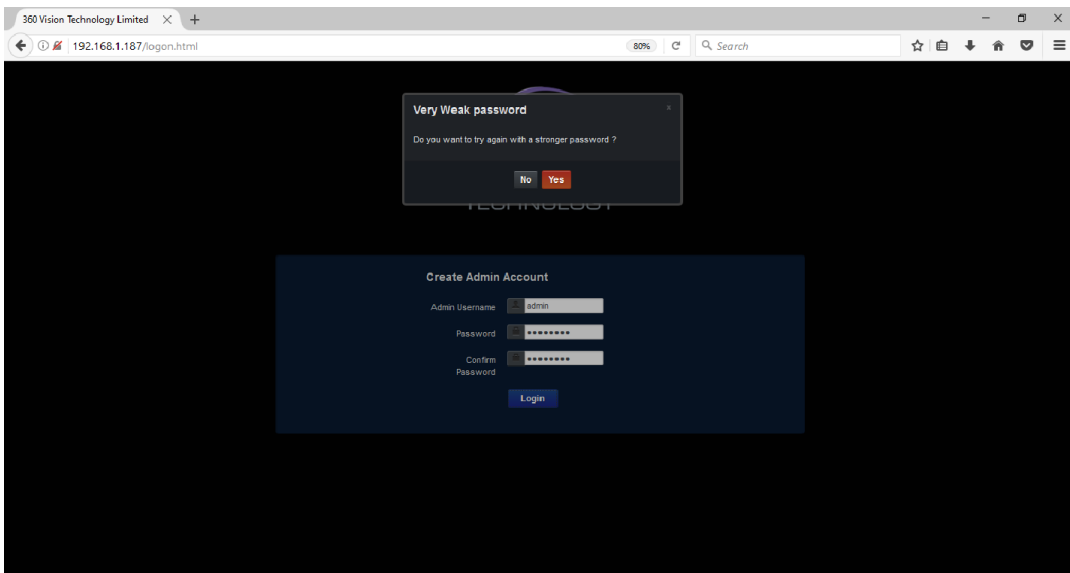 360 Vision Technology Limited
192.168.1.187/logon.html
80%
Search
Very Weak password
x
Do you want to try again with a stronger password ?
No
Yes
TECHNOLOGY
Create Admin Account
Admin Username
admin
Password
••••••••
Confirm
Password
••••••••
Login